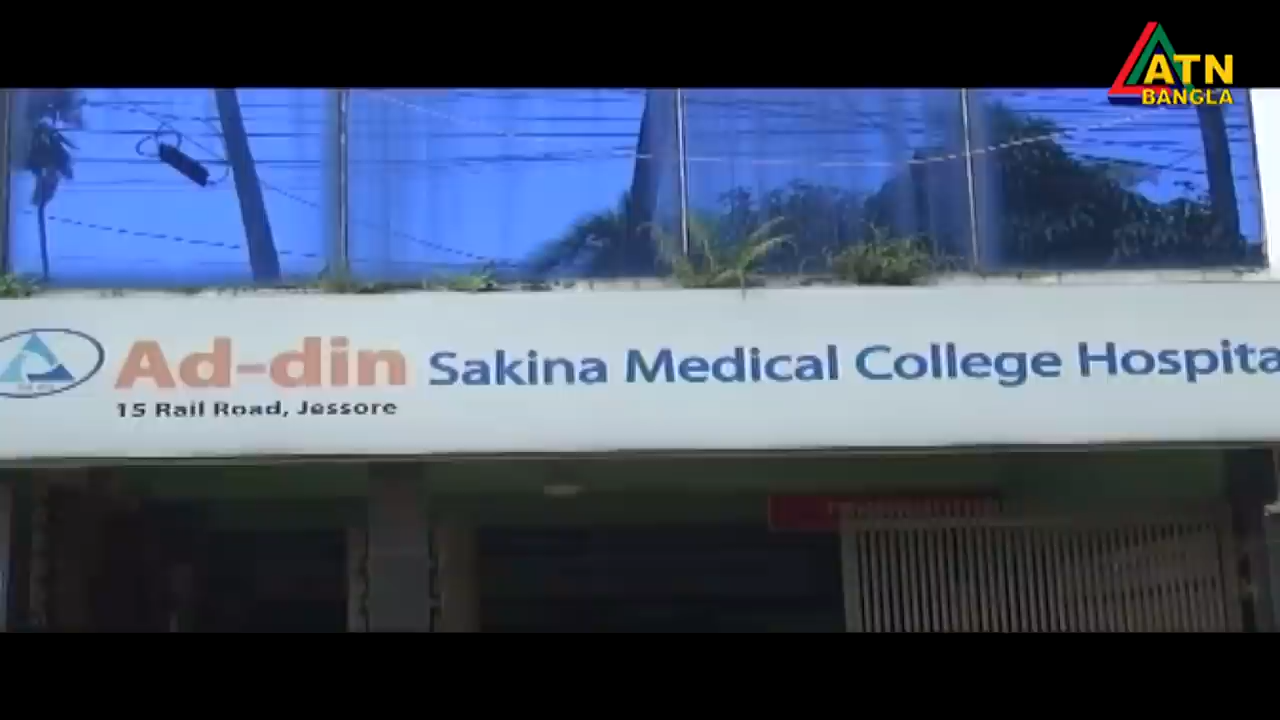 ATN
BANGLA
Ad-din Sakina Medical College Hospita
15 Rail Road, Jessore